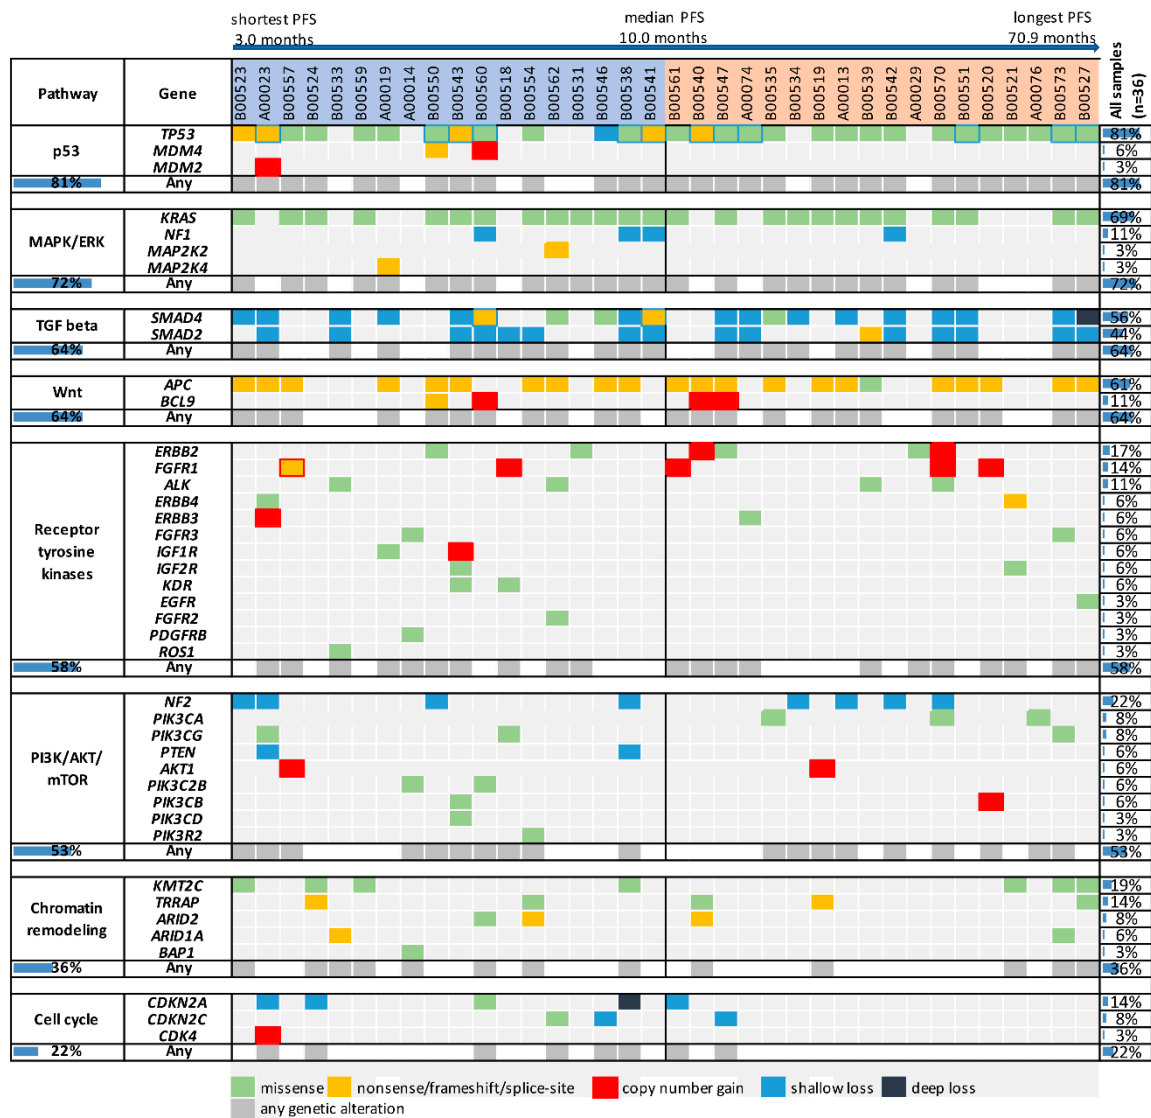 shortest PFS median PFS longest PFS
3.0 months 10.0 months 70.9 months
Pathway Gene B00523 A00023 B00557 B00524 B00533 B00559 A00019 A00014 B00550 B00543 B00560 B00518 B00554 B00562 B00531 B00546 B00538 B00541 B00561 B00540 B00547 A00074 B00535 B00534 B00519 A00013 B00539 B00542 A00029 B00570 B00551 B00520 B00521 A00076 B00573 B00527 All samples (n=36)
p53
TP53 81%
MDM4 6%
MDM2 3%
81% Any 81%
MAPK/ERK
KRAS 69%
NF1 11%
MAP2K2 3%
MAP2K4 3%
72% Any 72%
TGF beta
SMAD4 56%
SMAD2 44%
64% Any 64%
Wnt
APC 61%
BCL9 11%
64% Any 64%
Receptor
tyrosine
kinases
ERBB2 17%
FGFR1 14%
ALK 11%
ERBB4 6%
ERBB3 6%
FGFR3 6%
IGF1R 6%
IGF2R 6%
KDR 6%
EGFR 3%
FGFR2 3%
PDGFRB 3%
ROS1 3%
58% Any 58%
PI3K/AKT/
mTOR
NF2 22%
PIK3CA 8%
PIK3CG 8%
PTEN 6%
AKT1 6%
PIK3C2B 6%
PIK3CB 6%
PIK3CD 3%
PIK3R2 3%
53% Any 53%
Chromatin
remodeling
KMT2C 19%
TRRAP 14%
ARID2 8%
ARID1A 6%
BAP1 3%
36% Any 36%
Cell cycle
CDKN2A 14%
CDKN2C 8%
CDK4 3%
22% Any 22%
missense nonsense/frameshift/splice-site copy number gain shallow loss deep loss
any genetic alteration